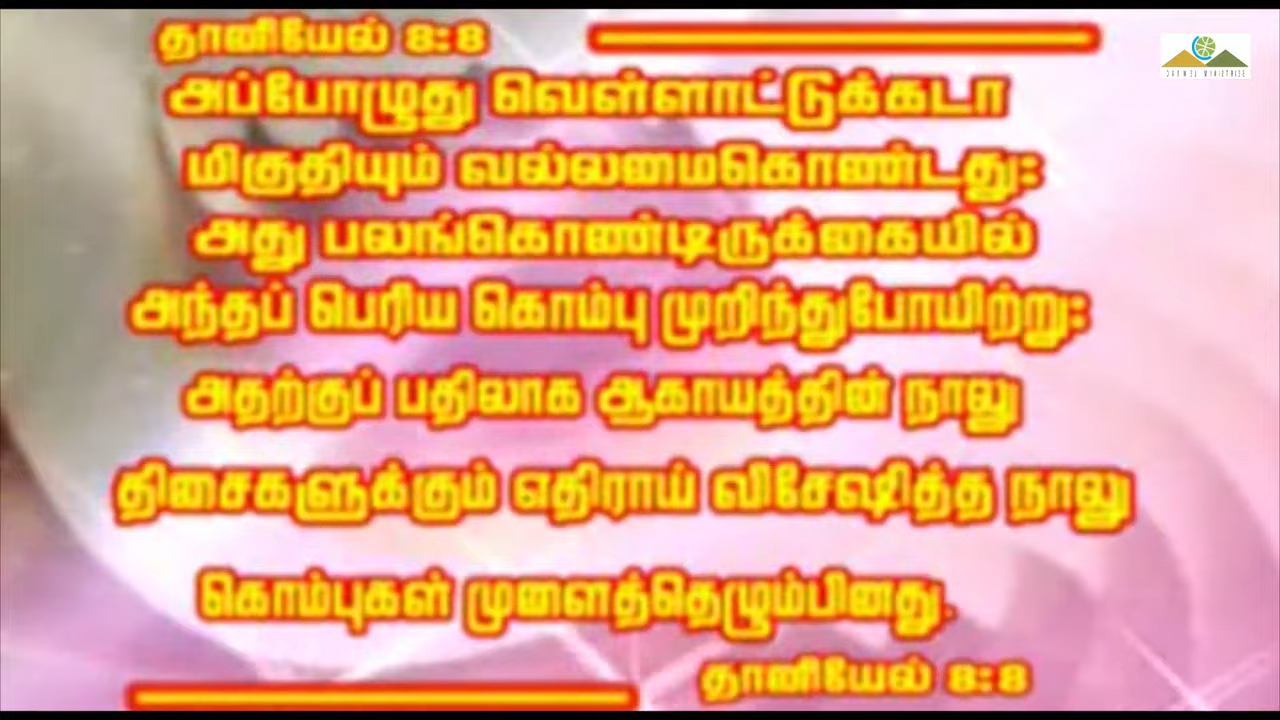 தானியேல் 8:8
அப்போழுது வெள்ளாட்டுக்கடா
மிகுதியும் வல்லமைகொண்டது;
அது பலங்கொண்டிருக்கையில்
அந்தப் பெரிய கொம்பு முறிந்துபோயிற்று;
அதற்குப் பதிலாக ஆகாயத்தின் நாலு
திசைகளுக்கும் எதிராய் விசேஷித்த நாலு
கொம்புகள் முளைத்தெழும்பினது.
தானியேல் 8:8